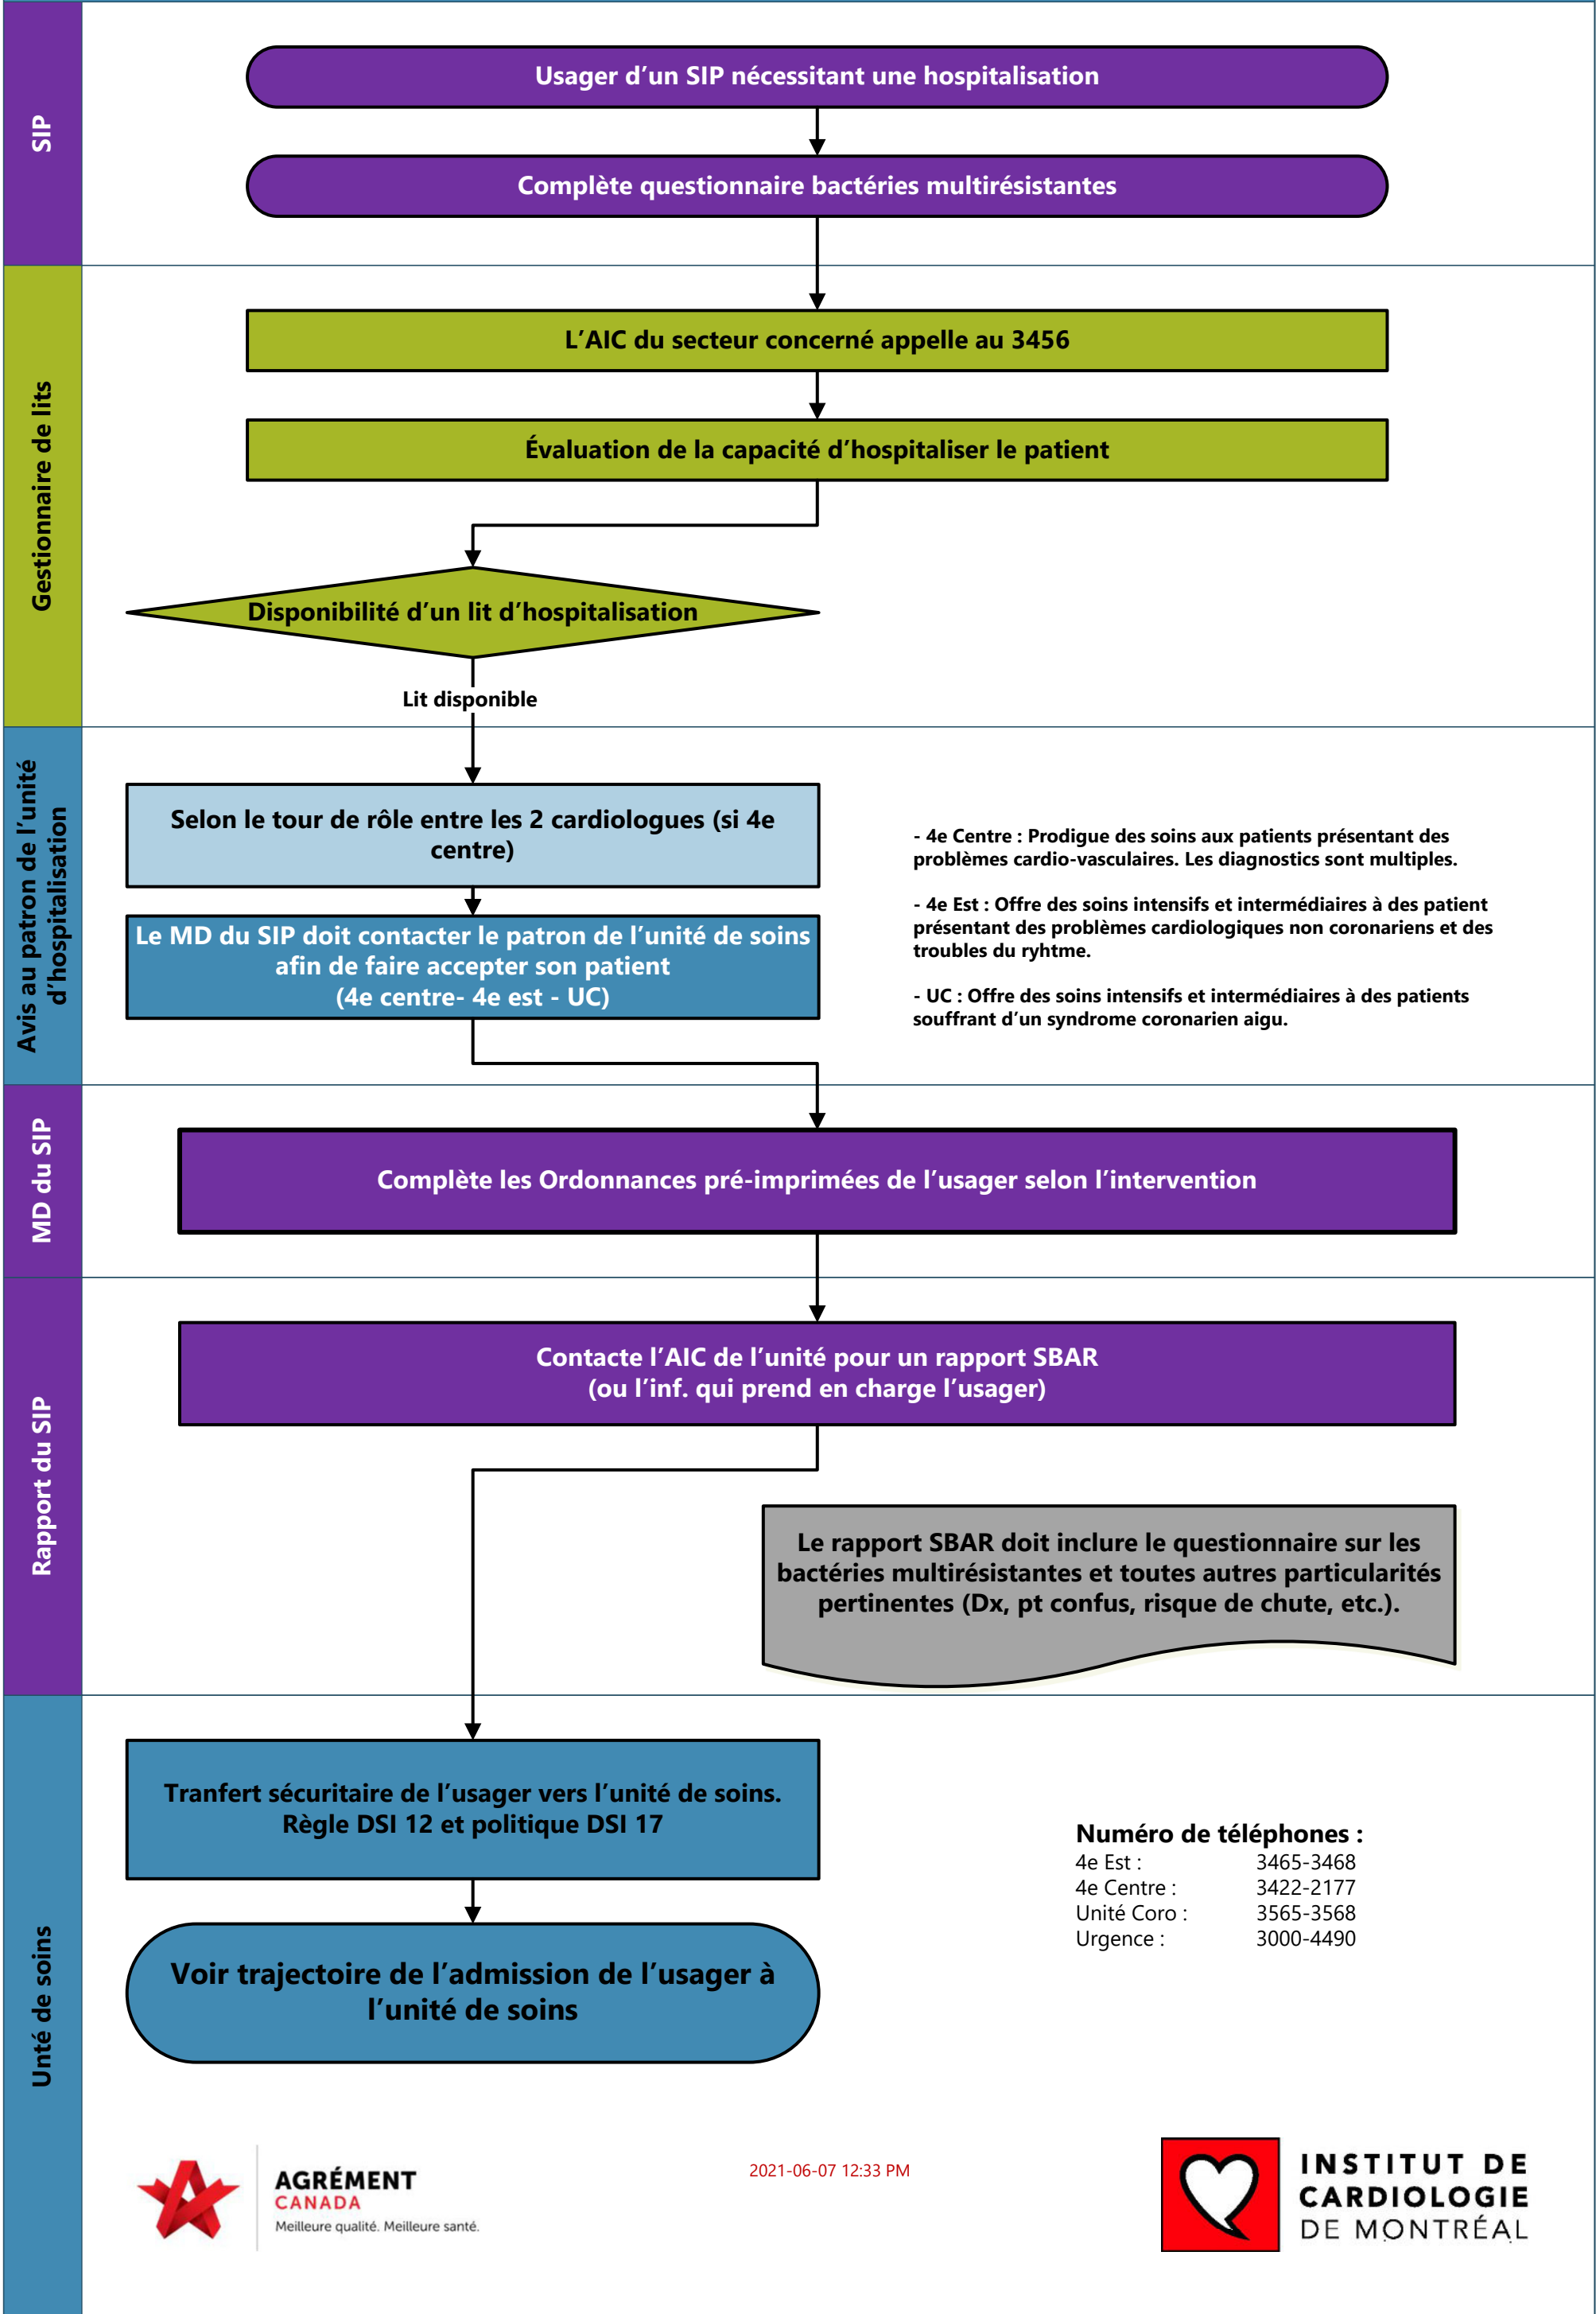 SIP
Usager d’un SIP nécessitant une hospitalisation
Complète questionnaire bactéries multirésistantes
Gestionnaire de lits
L’AIC du secteur concerné appelle au 3456
Évaluation de la capacité d’hospitaliser le patient
Disponibilité d’un lit d’hospitalisation
Lit disponible
Avis au patron de l’unité
d’hospitalisation
Selon le tour de rôle entre les 2 cardiologues (si 4e
centre)
Le MD du SIP doit contacter le patron de l’unité de soins
afin de faire accepter son patient
(4e centre- 4e est - UC)
- 4e Centre : Prodigue des soins aux patients présentant des
problèmes cardio-vasculaires. Les diagnostics sont multiples.
- 4e Est : Offre des soins intensifs et intermédiaires à des patient
présentant des problèmes cardiologiques non coronariens et des
troubles du ryhtme.
- UC : Offre des soins intensifs et intermédiaires à des patients
souffrant d’un syndrome coronarien aigu.
MD du SIP
Complète les Ordonnances pré-imprimées de l’usager selon l’intervention
Rapport du SIP
Contacte l’AIC de l’unité pour un rapport SBAR
(ou l’inf. qui prend en charge l’usager)
Le rapport SBAR doit inclure le questionnaire sur les
bactéries multirésistantes et toutes autres particularités
pertinentes (Dx, pt confus, risque de chute, etc.).
Unté de soins
Tranfert sécuritaire de l’usager vers l’unité de soins.
Règle DSI 12 et politique DSI 17
Voir trajectoire de l’admission de l’usager à
l’unité de soins
Numéro de téléphones :
4e Est : 3465-3468
4e Centre : 3422-2177
Unité Coro : 3565-3568
Urgence : 3000-4490
AGRÉMENT
CANADA
Meilleure qualité. Meilleure santé.
2021-06-07 12:33 PM
INSTITUT DE
CARDIOLOGIE
DE MONTRÉAL